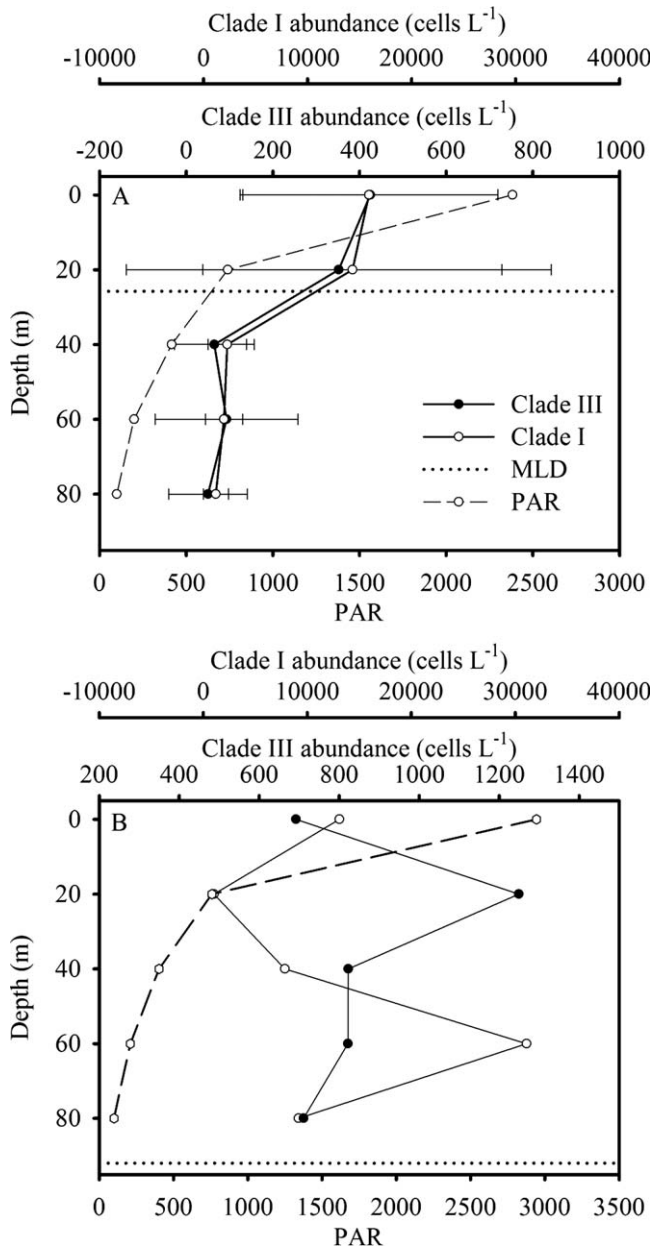 Clade I abundance (cells L⁻¹)
-10000 0 10000 20000 30000 40000
Clade III abundance (cells L⁻¹)
-200 0 200 400 600 800 1000
A
0
20
40
60
80
Depth (m)
Clade III
Clade I
MLD
PAR
0 500 1000 1500 2000 2500 3000
PAR
Clade I abundance (cells L⁻¹)
-10000 0 10000 20000 30000 40000
Clade III abundance (cells L⁻¹)
200 400 600 800 1000 1200 1400
B
0
20
40
60
80
Depth (m)
0 500 1000 1500 2000 2500 3000 3500
PAR